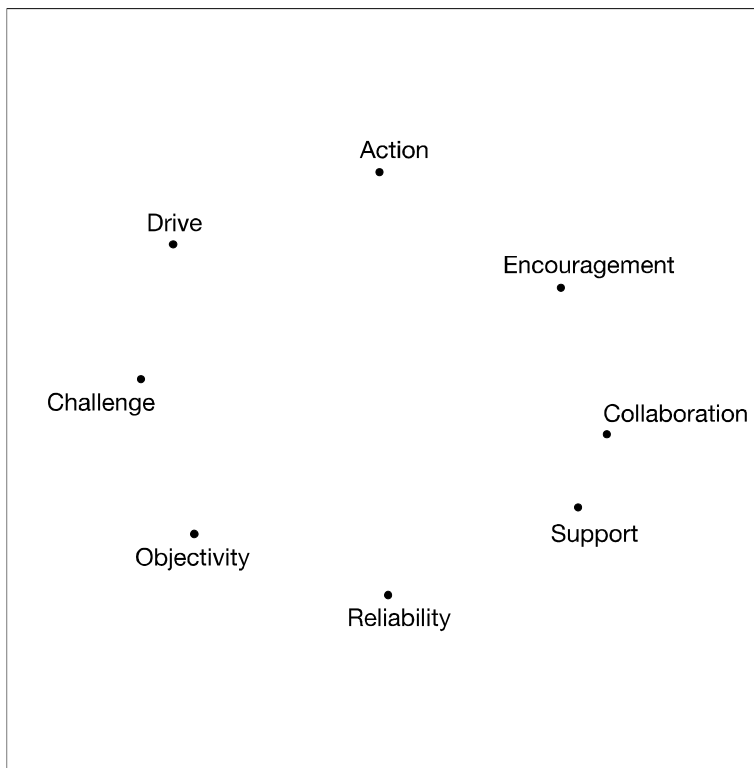 Action
Drive
Encouragement
Challenge
Collaboration
Support
Objectivity
Reliability